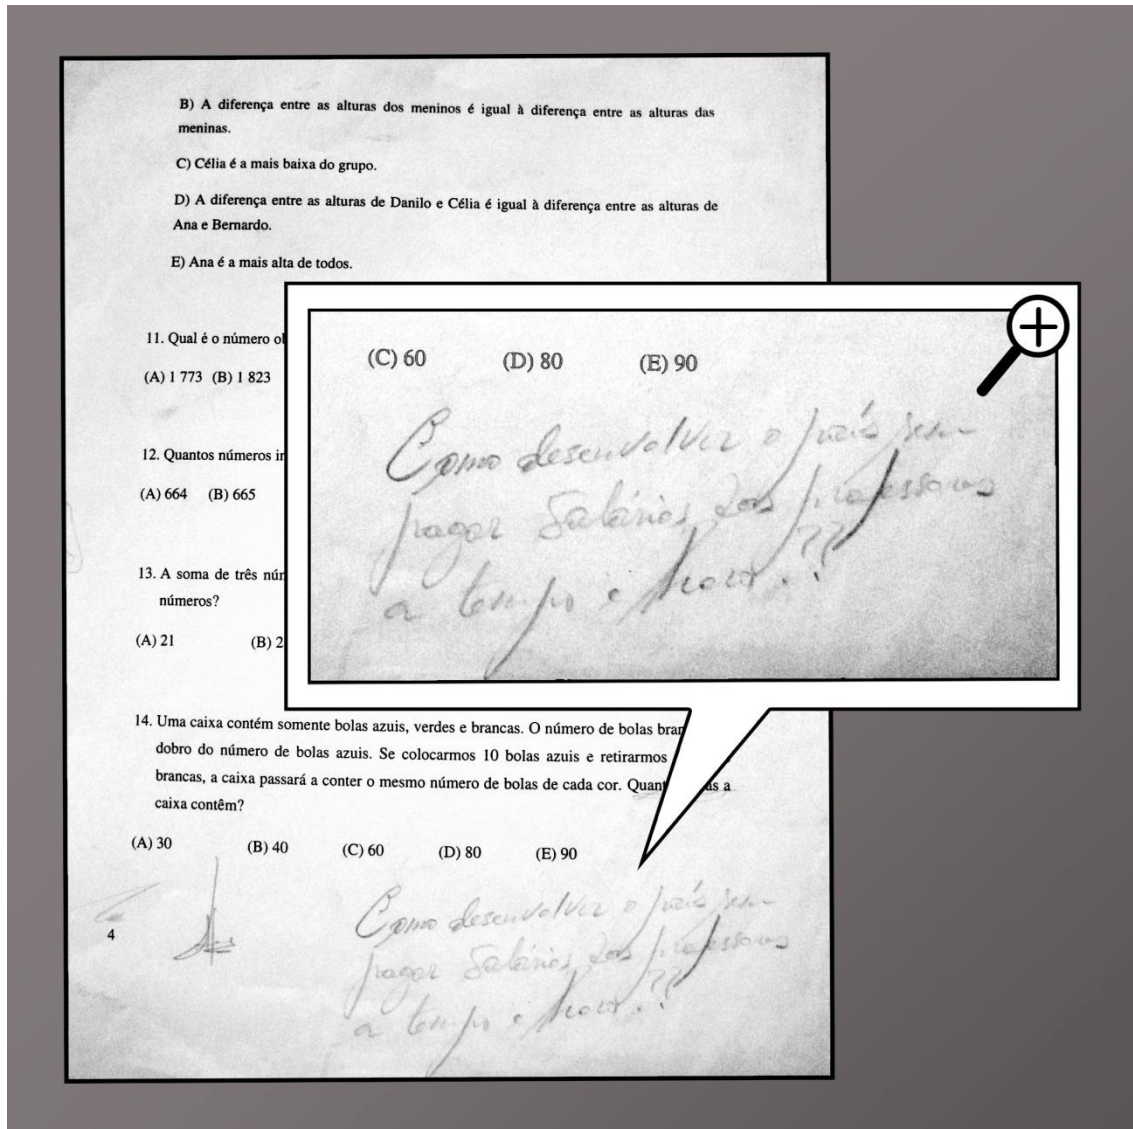 B) A diferença entre as alturas dos meninos é igual à diferença entre as alturas das
meninas.
C) Célia é a mais baixa do grupo.
D) A diferença entre as alturas de Danilo e Célia é igual à diferença entre as alturas de
Ana e Bernardo.
E) Ana é a mais alta de todos.
11. Qual é o número
(A) 1 773 (B) 1 823
12. Quantos números
(A) 664 (B) 665
13. A soma de três
números?
(A) 21 (B) 2
(C) 60 (D) 80 (E) 90
Como desenvolver o país sem
pagar Salários dos professores
a tempo e hora..??
14. Uma caixa contém somente bolas azuis, verdes e brancas. O número de bolas
dobro do número de bolas azuis. Se colocarmos 10 bolas azuis e retirarmos
brancas, a caixa passará a conter o mesmo número de bolas de cada cor. a
caixa contêm?
(A) 30 (B) 40 (C) 60 (D) 80 (E) 90
Como desenvolver o país sem
pagar Salários dos professores
a tempo e hora..??
4